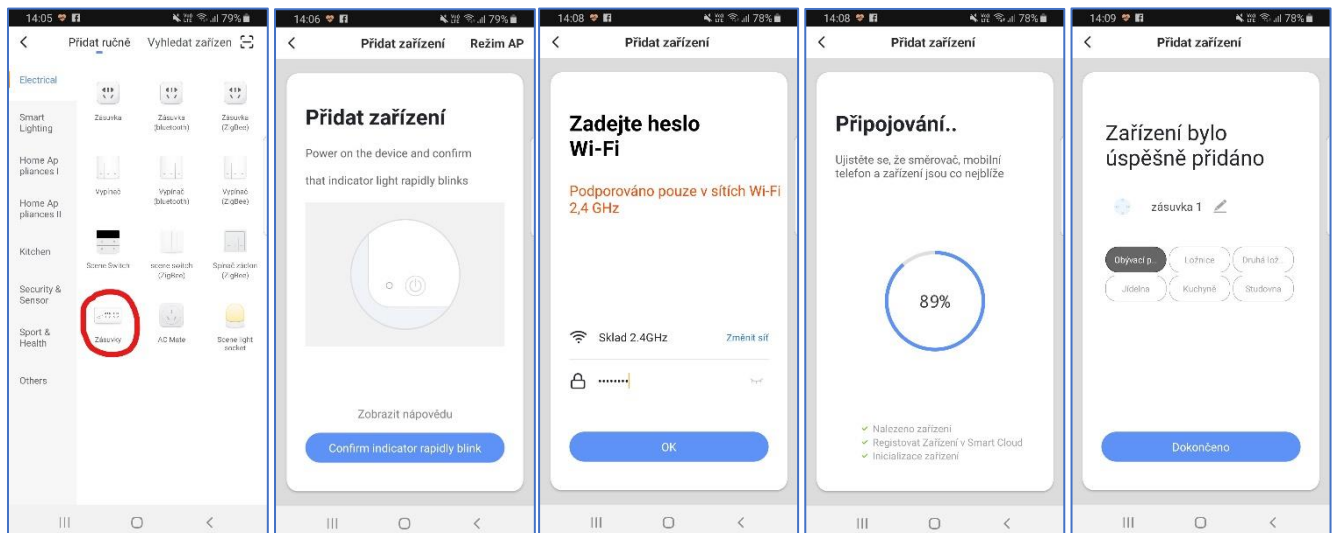 14:05 79%
Přidat ručně Vyhledat zařízen
Electrical
Zásuvka
Zásuvka
(bluetooth)
Zásuvka
(ZigBee)
Smart
Lighting
Home Ap
pliances I
Vypínač
Vypínač
(bluetooth)
Vypínač
(ZigBee)
Home Ap
pliances II
Kitchen
Scene Switch
scene switch
(ZigBee)
Spínač záclon
(ZigBee)
Security &
Sensor
Sport &
Health
Zásuvky
AC Mate
Scene light
socket
Others
14:06 79%
Přidat zařízení Režim AP
Přidat zařízení
Power on the device and confirm
that indicator light rapidly blinks
Zobrazit nápovědu
Confirm indicator rapidly blink
14:08 78%
Přidat zařízení
Zadejte heslo
Wi-Fi
Podporováno pouze v sítích Wi-Fi
2,4 GHz
Sklad 2.4GHz Změnit síť
••••••••
OK
14:08 78%
Přidat zařízení
Připojování..
Ujistěte se, že směrovač, mobilní
telefon a zařízení jsou co nejblíže
89%
Nalezeno zařízení
Registovat Zařízení v Smart Cloud
Inicializace zařízení
14:09 78%
Přidat zařízení
Zařízení bylo
úspěšně přidáno
zásuvka 1
Obývací p.. Ložnice Druhá lož..
Jídelna Kuchyně Studovna
Dokončeno